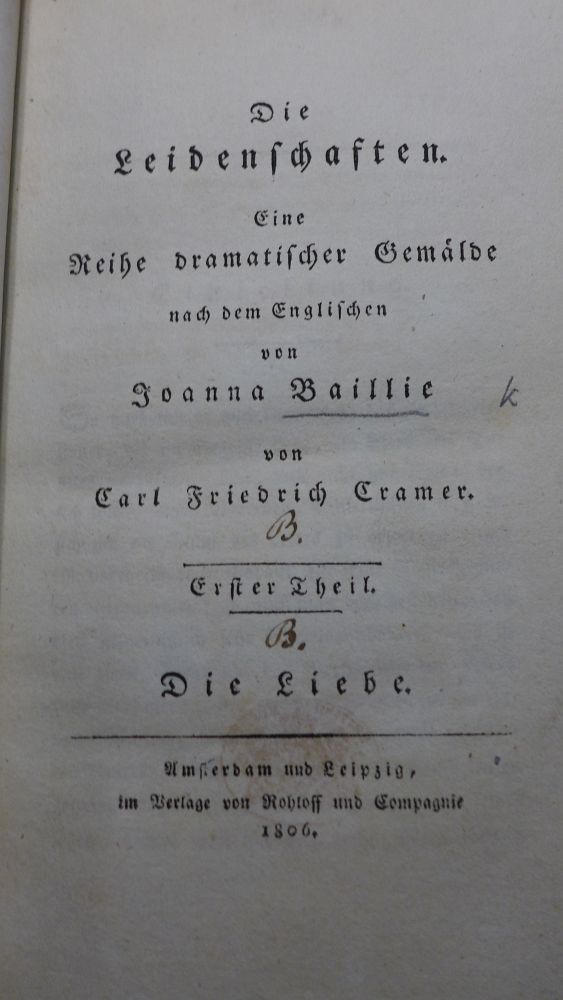 Die
Leidenschaften.
Eine
Reihe dramatischer Gemälde
nach dem Englischen
von
Joanna Baillie
k
von
Carl Friedrich Cramer.
B.
Erster Theil.
B.
Die Liebe.
Amsterdam und Leipzig,
im Verlage von Rohloff und Compagnie
1806.